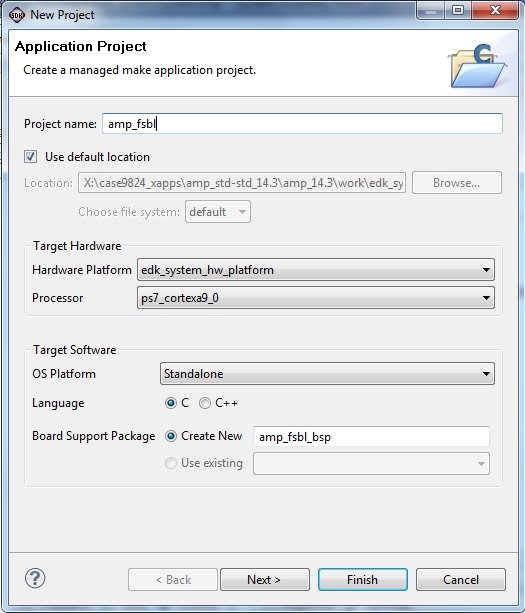 SDK New Project
Application Project
Create a managed make application project.
C
Project name: amp_fsbl
Use default location
Location: X:\case9824_xapps\amp_std-std_14.3\amp_14.3\work\edk_sy Browse...
Choose file system: default
Target Hardware
Hardware Platform edk_system_hw_platform
Processor ps7_cortexa9_0
Target Software
OS Platform Standalone
Language C C++
Board Support Package Create New amp_fsbl_bsp
Use existing
? < Back Next > Finish Cancel